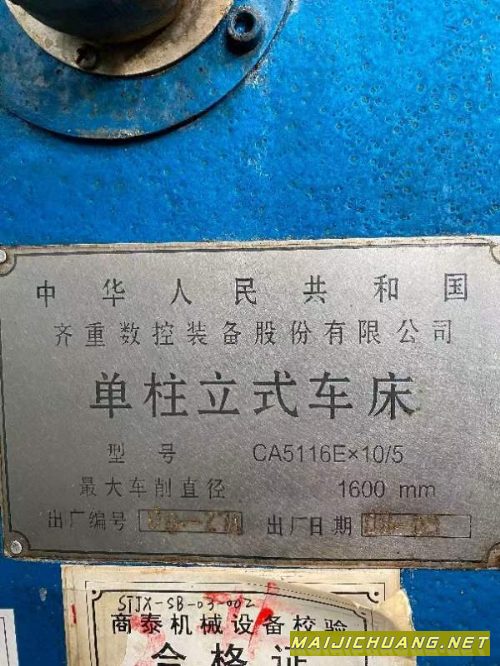 中华人民共和国
齐重数控装备股份有限公司
单柱立式车床
型号 CA5116E×10/5
最大车削直径 1600 mm
出厂编号 出厂日期
STJX-SB-03-002
商泰机械设备校验
合格证
MAIJICHUANG.NET